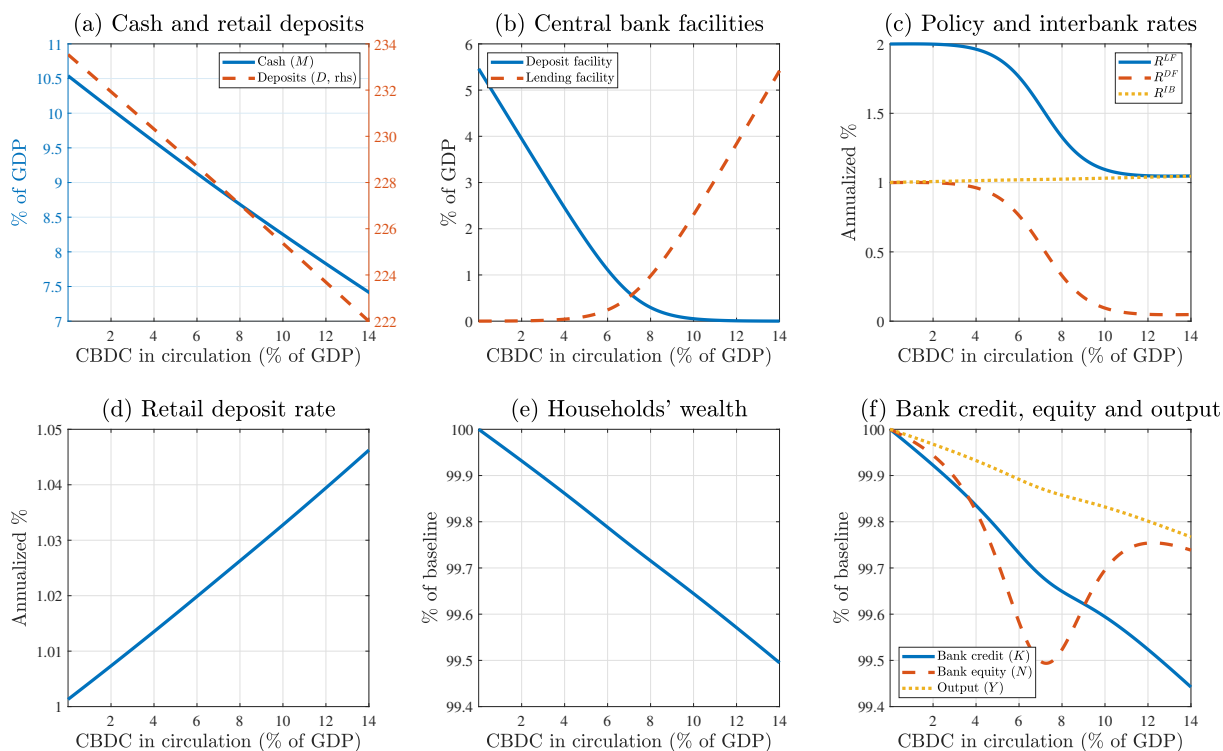 (a) Cash and retail deposits
11
10.5
10
9.5
9
8.5
8
7.5
7
% of GDP
234
232
230
228
226
224
222
Cash (M)
Deposits (D, rhs)
2 4 6 8 10 12 14
CBDC in circulation (% of GDP)
(b) Central bank facilities
6
5
4
3
2
1
0
% of GDP
Deposit facility
Lending facility
2 4 6 8 10 12 14
CBDC in circulation (% of GDP)
(c) Policy and interbank rates
2
1.5
1
0.5
0
Annualized %
R^{LF}
R^{DF}
R^{IB}
2 4 6 8 10 12 14
CBDC in circulation (% of GDP)
(d) Retail deposit rate
1.05
1.04
1.03
1.02
1.01
1
Annualized %
2 4 6 8 10 12 14
CBDC in circulation (% of GDP)
(e) Households' wealth
100
99.9
99.8
99.7
99.6
99.5
99.4
% of baseline
2 4 6 8 10 12 14
CBDC in circulation (% of GDP)
(f) Bank credit, equity and output
100
99.9
99.8
99.7
99.6
99.5
99.4
% of baseline
Bank credit (K)
Bank equity (N)
Output (Y)
2 4 6 8 10 12 14
CBDC in circulation (% of GDP)